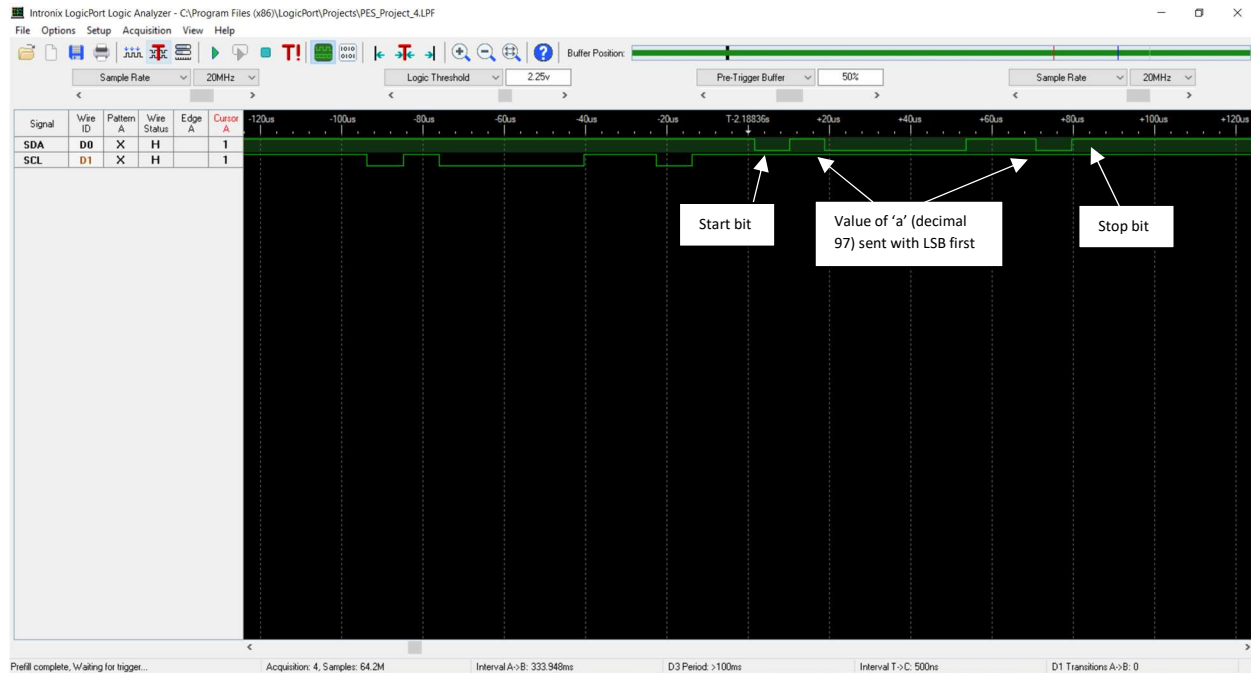 Intronix LogicPort Logic Analyzer - C:\Program Files (x86)\LogicPort\Projects\PES_Project_4.LPF
File Options Setup Acquisition View Help
T! 1010 0101 T ? Buffer Position:
Sample Rate 20MHz Logic Threshold 2.25v Pre-Trigger Buffer 50% Sample Rate 20MHz
Signal Wire ID Pattern A Wire Status Edge A Cursor A -120us -100us -80us -60us -40us -20us T-2.18836s +20us +40us +60us +80us +100us +120us
SDA D0 X H 1
SCL D1 X H 1
Start bit
Value of ‘a’ (decimal
97) sent with LSB first
Stop bit
Prefill complete, Waiting for trigger... Acquisition: 4, Samples: 64.2M Interval A->B: 333.948ms D3 Period: >100ms Interval T->C: 500ns D1 Transitions A->B: 0